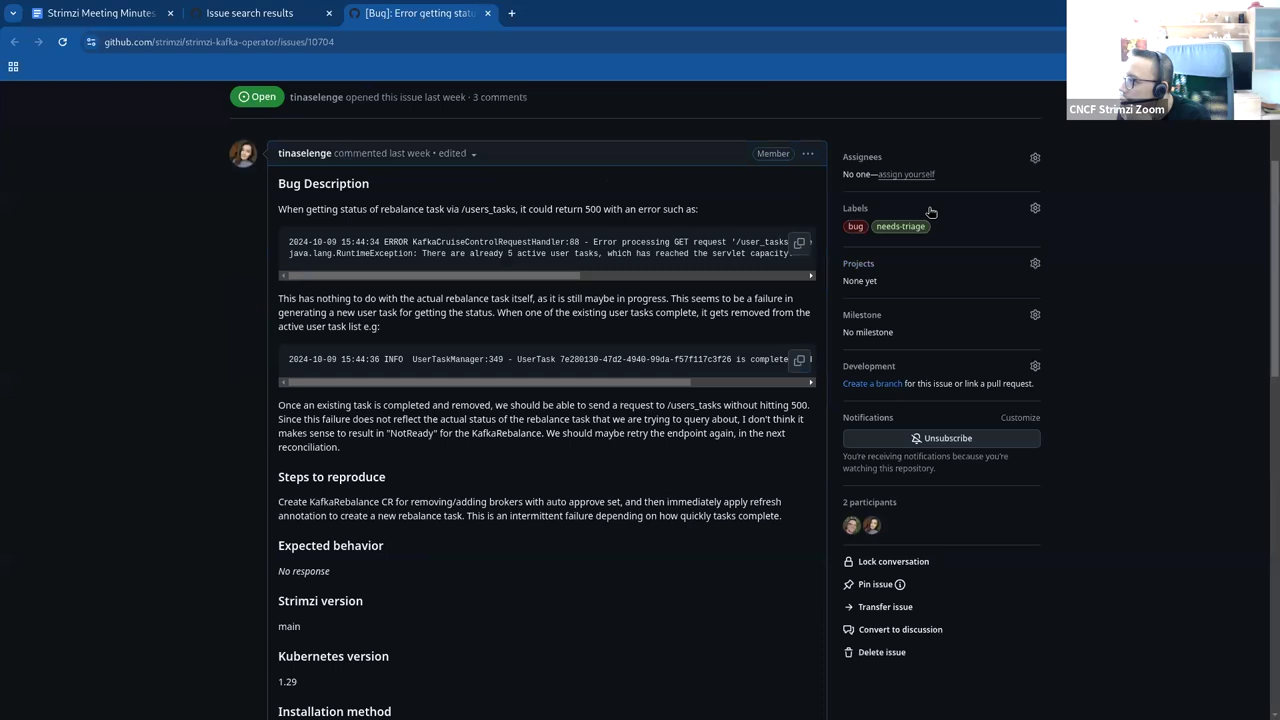 Strimzi Meeting Minutes
Issue search results
[Bug]: Error getting statu
github.com/strimzi/strimzi-kafka-operator/issues/10704
CNCF Strimzi Zoom
Open
tinaselenge opened this issue last week · 3 comments
tinaselenge commented last week • edited
Member
Bug Description
When getting status of rebalance task via /users_tasks, it could return 500 with an error such as:
2024-10-09 15:44:34 ERROR KafkaCruiseControlRequestHandler:88 - Error processing GET request '/user_tasks
java.lang.RuntimeException: There are already 5 active user tasks, which has reached the servlet capacity.
This has nothing to do with the actual rebalance task itself, as it is still maybe in progress. This seems to be a failure in
generating a new user task for getting the status. When one of the existing user tasks complete, it gets removed from the
active user task list e.g:
2024-10-09 15:44:36 INFO  UserTaskManager:349 - UserTask 7e280130-47d2-4940-99da-f57f117c3f26 is complete
Once an existing task is completed and removed, we should be able to send a request to /users_tasks without hitting 500.
Since this failure does not reflect the actual status of the rebalance task that we are trying to query about, I don't think it
makes sense to result in "NotReady" for the KafkaRebalance. We should maybe retry the endpoint again, in the next
reconciliation.
Steps to reproduce
Create KafkaRebalance CR for removing/adding brokers with auto approve set, and then immediately apply refresh
annotation to create a new rebalance task. This is an intermittent failure depending on how quickly tasks complete.
Expected behavior
No response
Strimzi version
main
Kubernetes version
1.29
Installation method
Assignees
No one—assign yourself
Labels
bug
needs-triage
Projects
None yet
Milestone
No milestone
Development
Create a branch for this issue or link a pull request.
Notifications
Customize
Unsubscribe
You're receiving notifications because you're
watching this repository.
2 participants
Lock conversation
Pin issue
Transfer issue
Convert to discussion
Delete issue